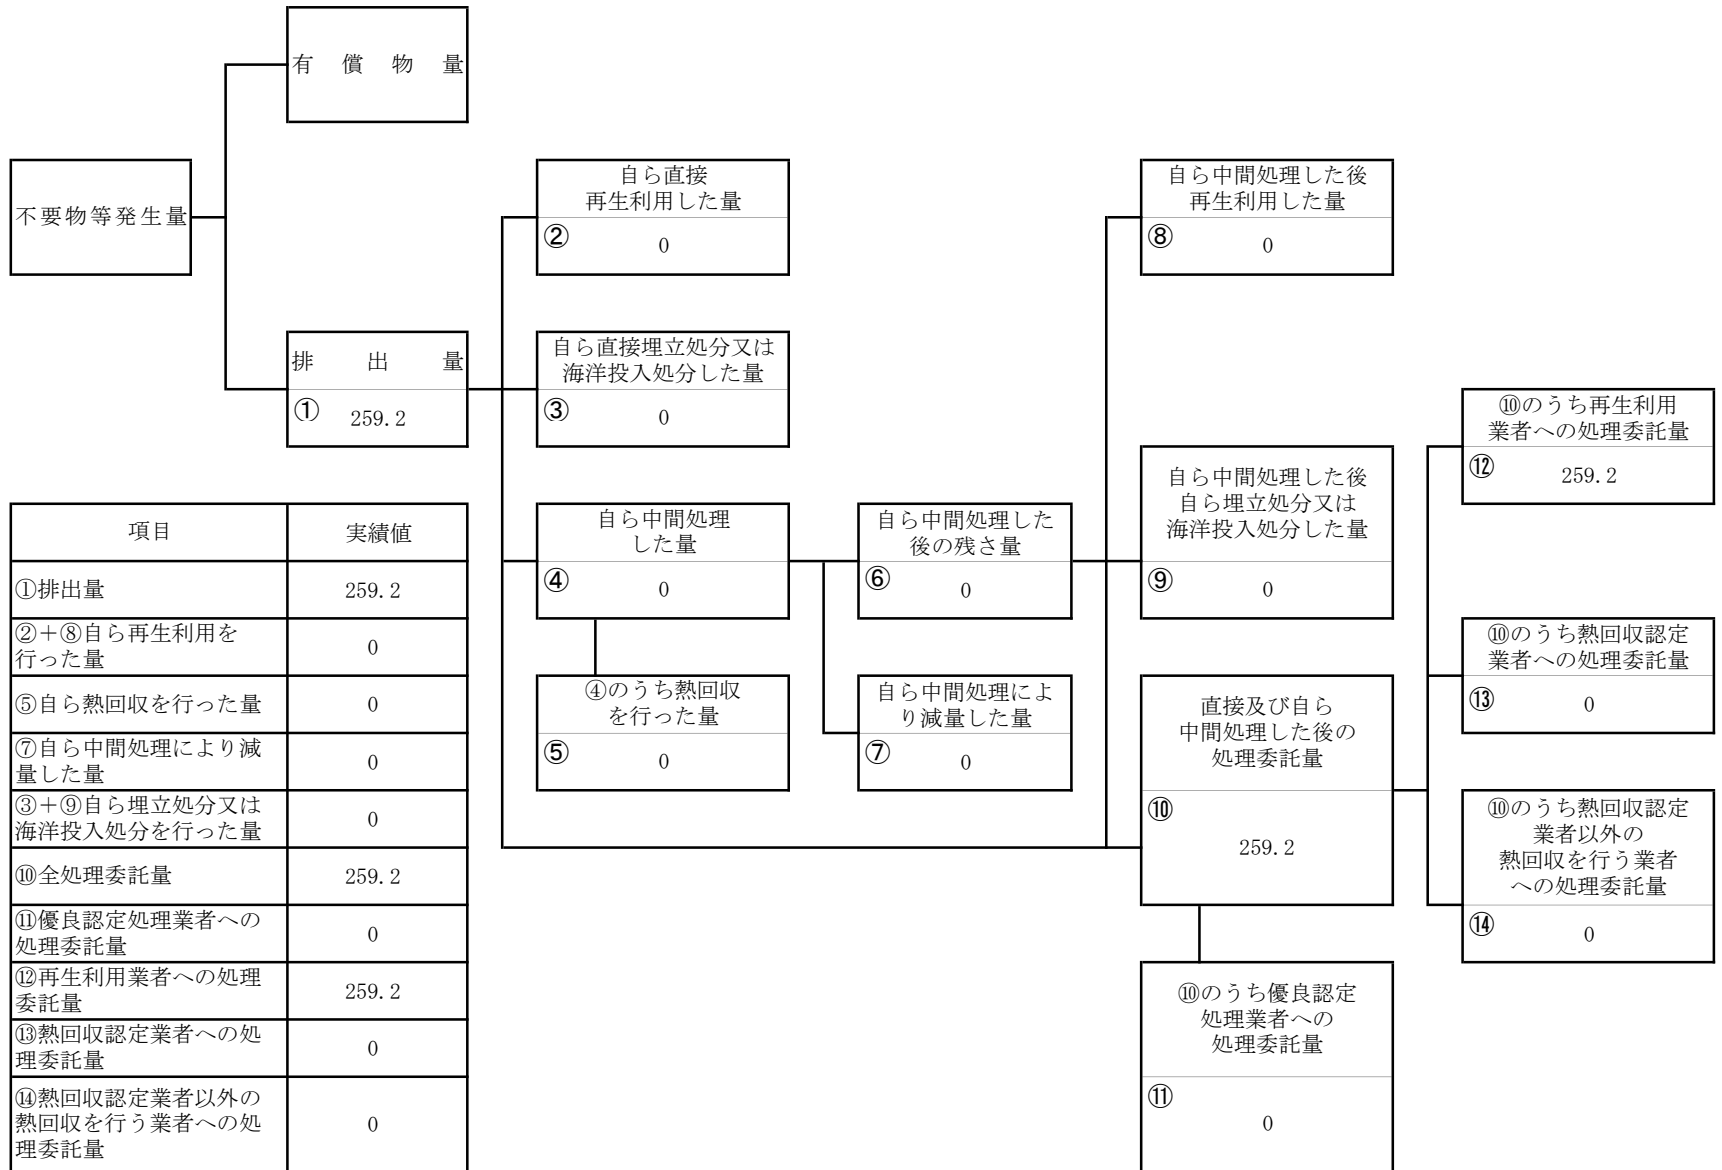 有償物量
不要物等発生量
排出量
① 259.2
自ら直接
再生利用した量
② 0
自ら直接埋立処分又は
海洋投入処分した量
③ 0
自ら中間処理
した量
④ 0
④のうち熱回収
を行った量
⑤ 0
自ら中間処理した
後の残さ量
⑥ 0
自ら中間処理によ
り減量した量
⑦ 0
自ら中間処理した後
再生利用した量
⑧ 0
自ら中間処理した後
自ら埋立処分又は
海洋投入処分した量
⑨ 0
直接及び自ら
中間処理した後の
処理委託量
⑩
259.2
⑩のうち優良認定
処理業者への
処理委託量
⑪
0
⑩のうち再生利用
業者への処理委託量
⑫ 259.2
⑩のうち熱回収認定
業者への処理委託量
⑬ 0
⑩のうち熱回収認定
業者以外の
熱回収を行う業者
への処理委託量
⑭ 0
項目 実績値
①排出量 259.2
②+⑧自ら再生利用を
行った量 0
⑤自ら熱回収を行った量 0
⑦自ら中間処理により減
量した量 0
③+⑨自ら埋立処分又は
海洋投入処分を行った量 0
⑩全処理委託量 259.2
⑪優良認定処理業者への
処理委託量 0
⑫再生利用業者への処理
委託量 259.2
⑬熱回収認定業者への処
理委託量 0
⑭熱回収認定業者以外の
熱回収を行う業者への処
理委託量 0